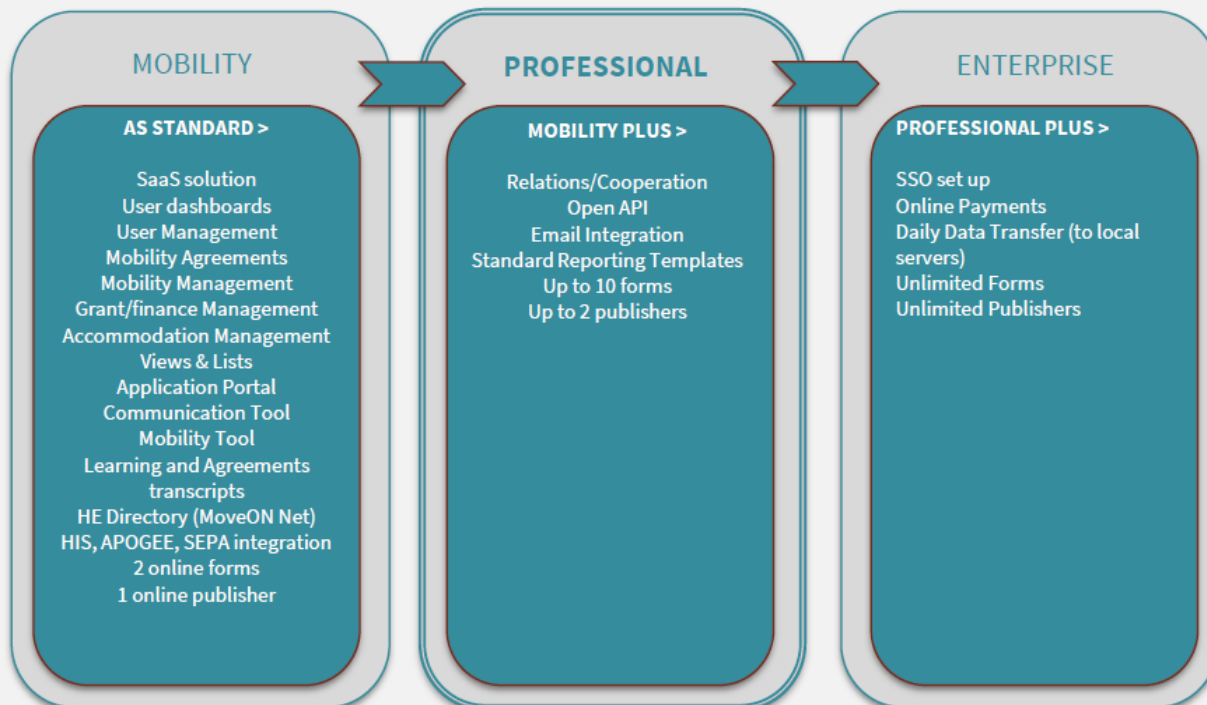 MOBILITY
AS STANDARD >
SaaS solution
User dashboards
User Management
Mobility Agreements
Mobility Management
Grant/finance Management
Accommodation Management
Views & Lists
Application Portal
Communication Tool
Mobility Tool
Learning and Agreements
transcripts
HE Directory (MoveON Net)
HIS, APOGEE, SEPA integration
2 online forms
1 online publisher
PROFESSIONAL
MOBILITY PLUS >
Relations/Cooperation
Open API
Email Integration
Standard Reporting Templates
Up to 10 forms
Up to 2 publishers
ENTERPRISE
PROFESSIONAL PLUS >
SSO set up
Online Payments
Daily Data Transfer (to local
servers)
Unlimited Forms
Unlimited Publishers